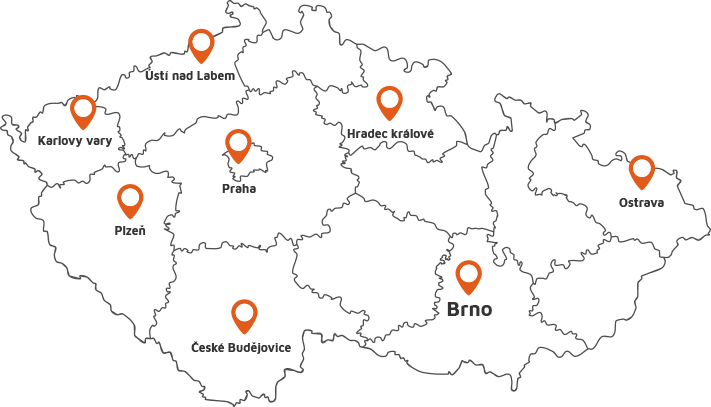 Ústí nad Labem
Karlovy vary
Hradec králové
Praha
Ostrava
Plzeň
Brno
České Budějovice